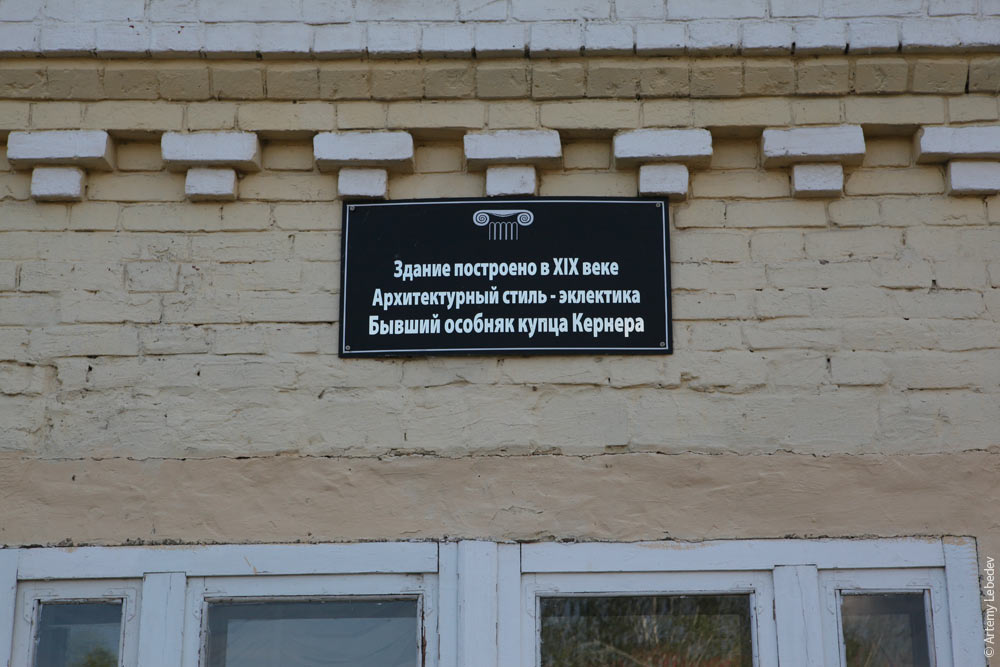 Здание построено в XIX веке
Архитектурный стиль - эклектика
Бывший особняк купца Кернера
© Artemy Lebedev